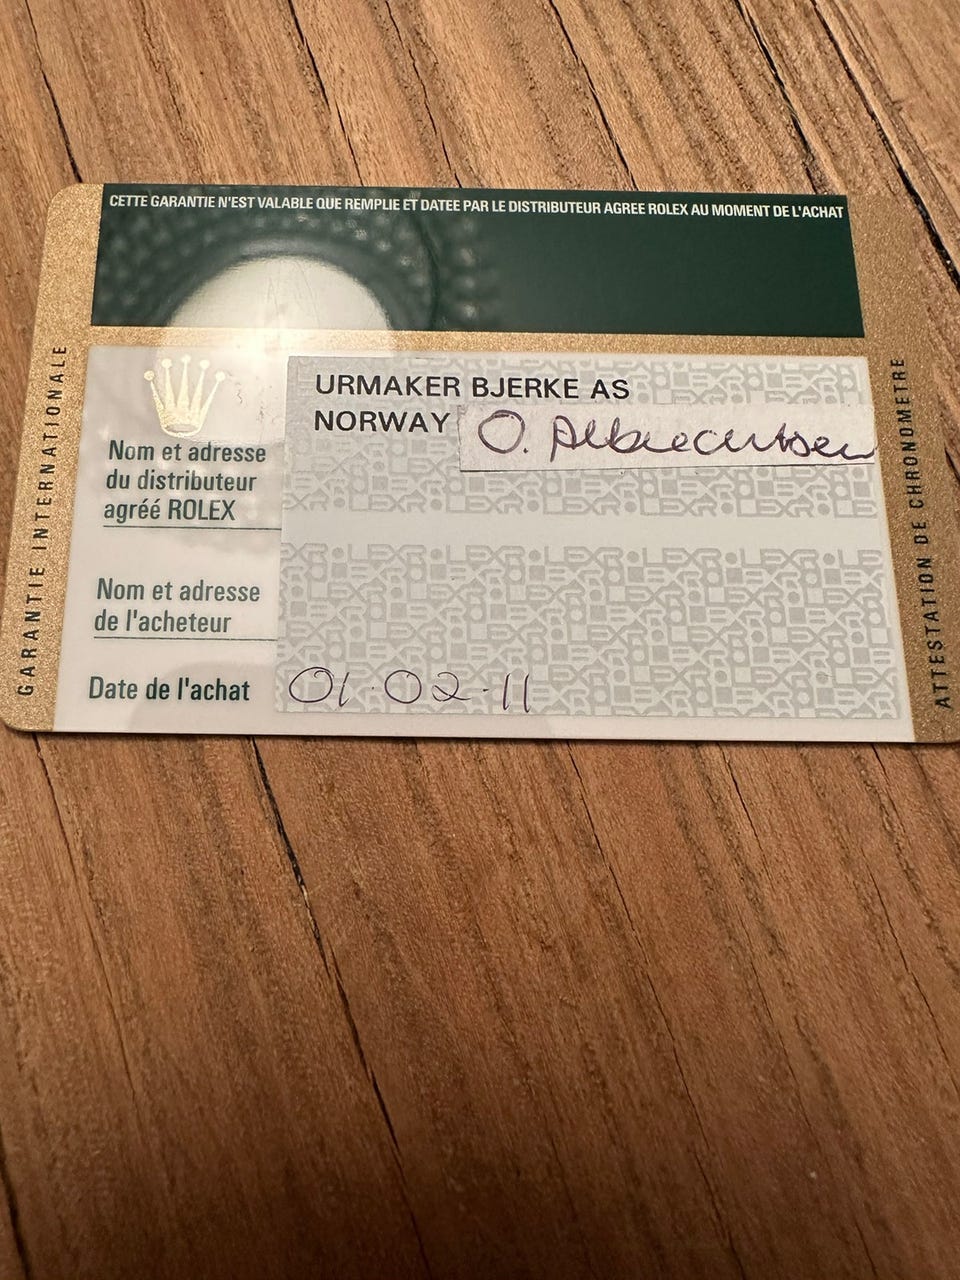 CETTE GARANTIE N'EST VALABLE QUE REMPLIE ET DATEE PAR LE DISTRIBUTEUR AGREE ROLEX AU MOMENT DE L'ACHAT
GARANTIE INTERNATIONALE
URMAKER BJERKE AS
NORWAY O. Albrechtsen
Nom et adresse
du distributeur
agréé ROLEX
Nom et adresse
de l'acheteur
Date de l'achat 01.02-11
ATTESTATION DE CHRONOMETRE